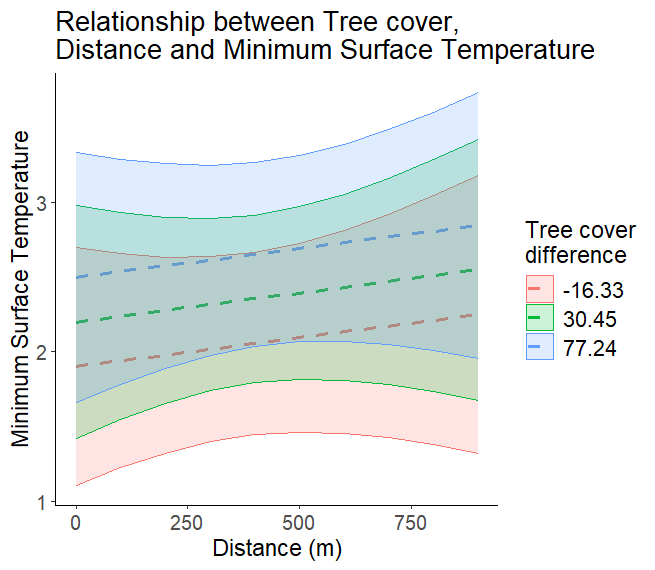 Relationship between Tree cover,
Distance and Minimum Surface Temperature
Minimum Surface Temperature
3
2
1
0
250
500
750
Distance (m)
Tree cover
difference
-16.33
30.45
77.24